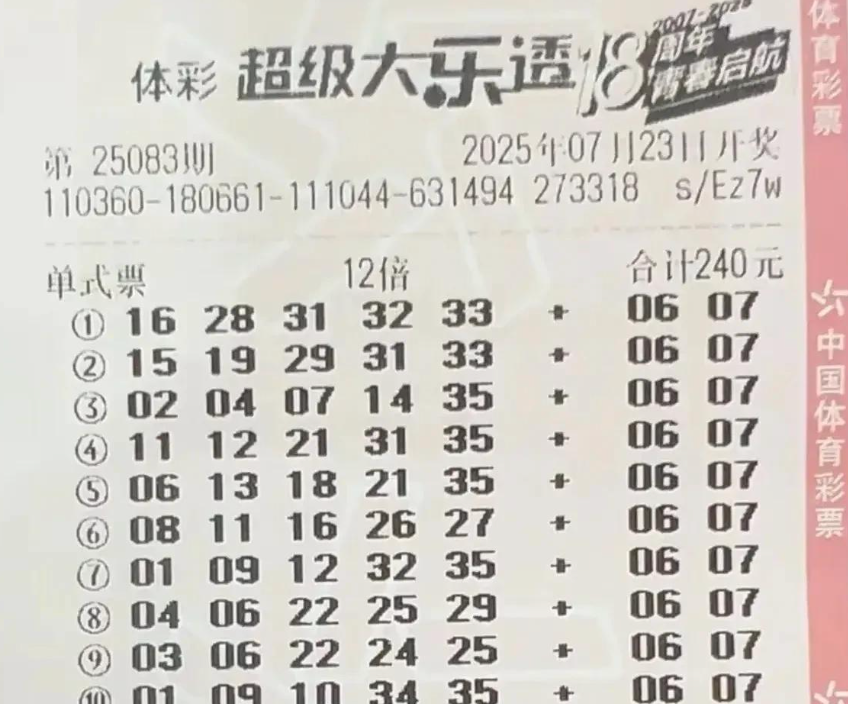 体彩 超级大乐透 18 2007-2025 周年 青春启航
第 25083期 2025年07月23日开奖
110360-180661-111044-631494 273318 s/Ez7w
单式票 12倍 合计240元
① 16 28 31 32 33 + 06 07
② 15 19 29 31 33 + 06 07
③ 02 04 07 14 35 + 06 07
④ 11 12 21 31 35 + 06 07
⑤ 06 13 18 21 35 + 06 07
⑥ 08 11 16 26 27 + 06 07
⑦ 01 09 12 32 35 + 06 07
⑧ 04 06 22 25 29 + 06 07
⑨ 03 06 22 24 25 + 06 07
⑩ 01 09 10 34 35 + 06 07
体育彩票
中国体育彩票